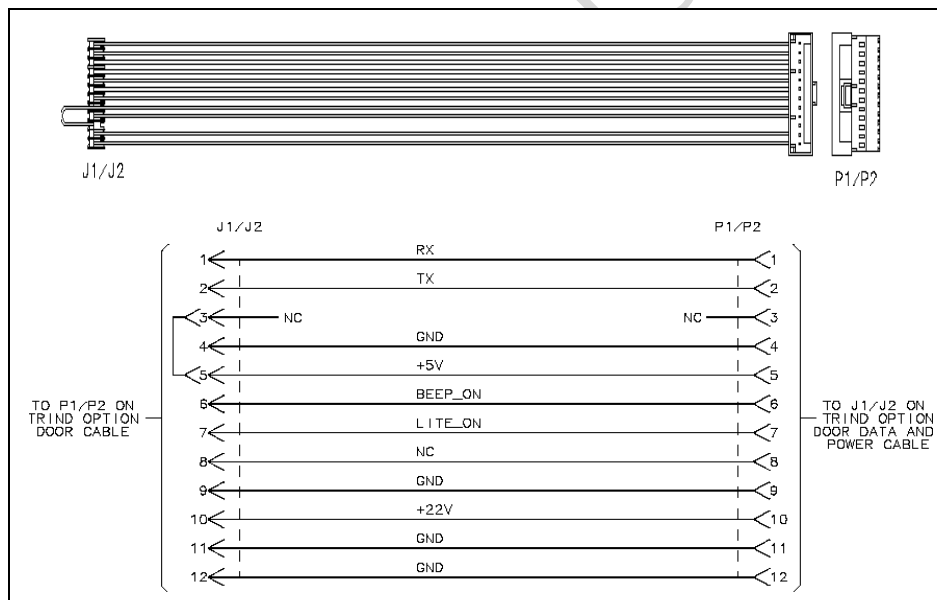 J1/J2
P1/P2
J1/J2 P1/P2
1 RX 1
2 TX 2
3 NC NC 3
4 GND 4
5 +5V 5
6 BEEP_ON 6
7 LITE_ON 7
8 NC 8
9 GND 9
10 +22V 10
11 GND 11
12 GND 12
TO P1/P2 ON
TRIND OPTION
DOOR CABLE
TO J1/J2 ON
TRIND OPTION
DOOR DATA AND
POWER CABLE